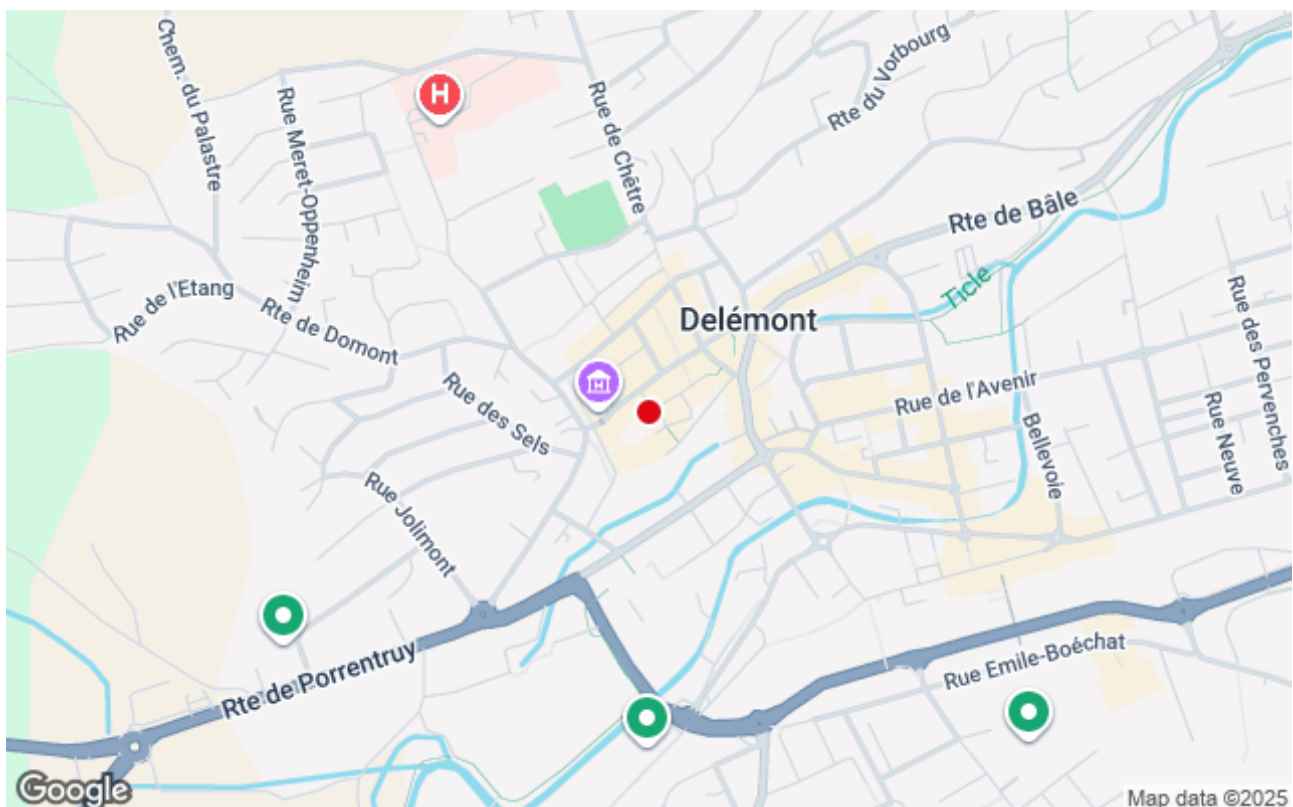 Chem. du Palastre
Rue Meret-Oppenheim
H
Rue de Chêtre
Rte du Vorbourg
Rte de Bâle
Ticle
Rue de l'Etang
Rte de Domont
Delémont
Rue des Pervenches
Rue de l'Avenir
Rue des Sels
Bellevoie
Rue Neuve
Rue Jolimont
Rte de Porrentruy
Rue Emile-Boéchat
Google
Map data ©2025